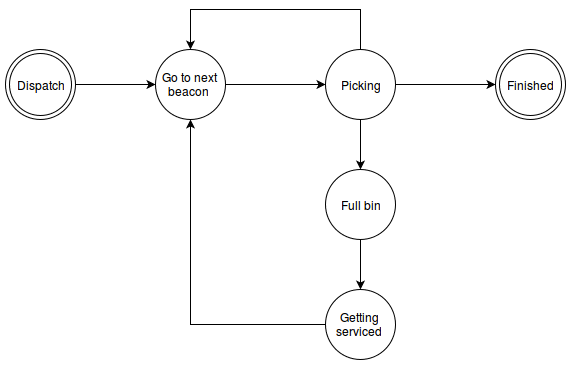 Dispatch
Go to next
beacon
Picking
Finished
Full bin
Getting
serviced